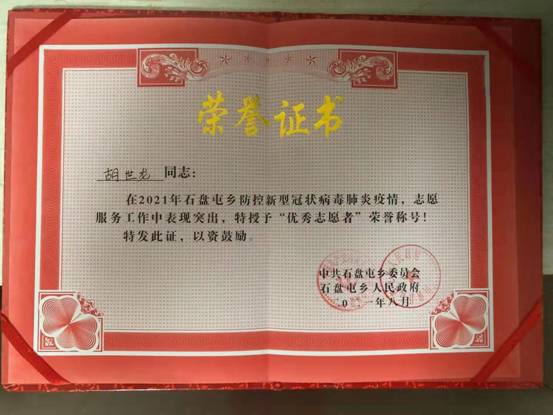 荣誉证书
胡世龙 同志：
在2021年石盘屯乡防控新型冠状病毒肺炎疫情，志愿
服务工作中表现突出，特授予“优秀志愿者”荣誉称号！
特发此证，以资鼓励。
中共石盘屯乡委员会
石盘屯乡人民政府
二〇二一年八月